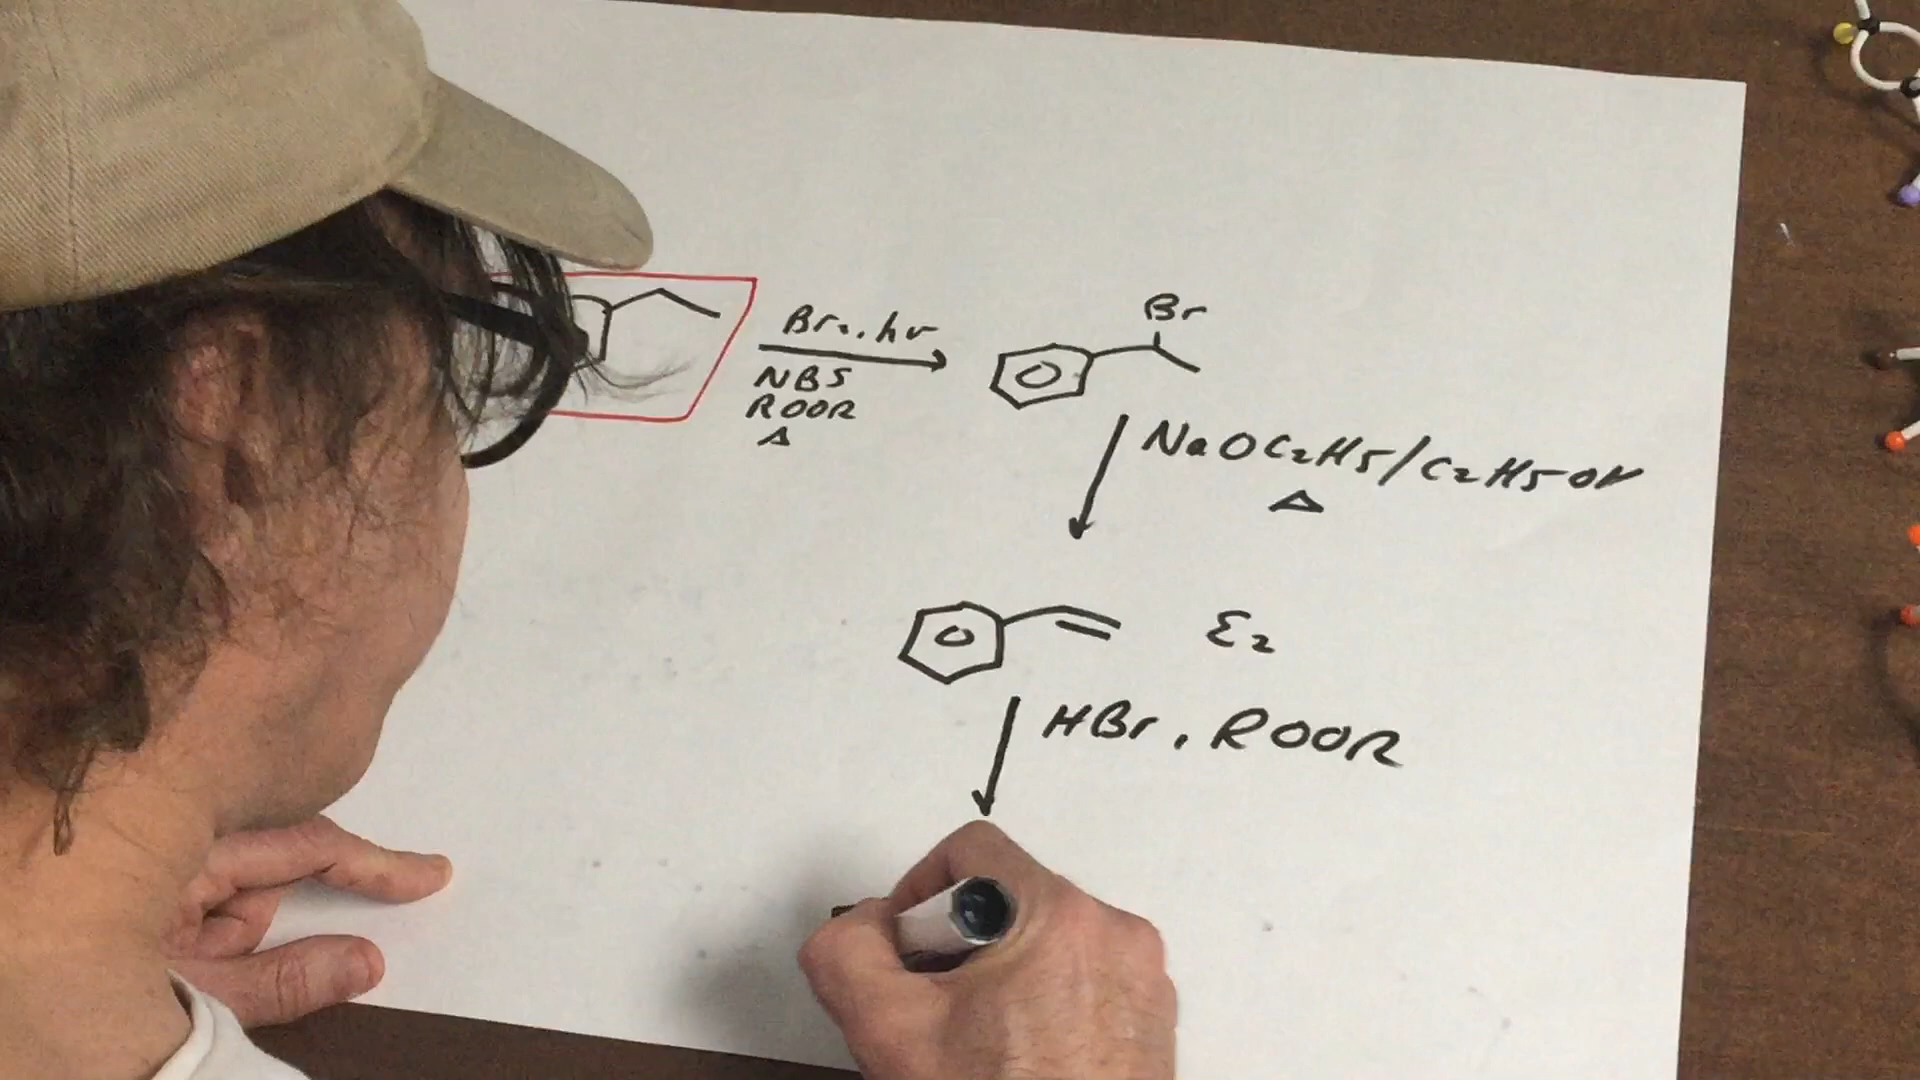 Br₂, hν
NBS
ROOR
Δ
Br
NaOC₂H₅/C₂H₅OH
Δ
E₂
HBr, ROOR